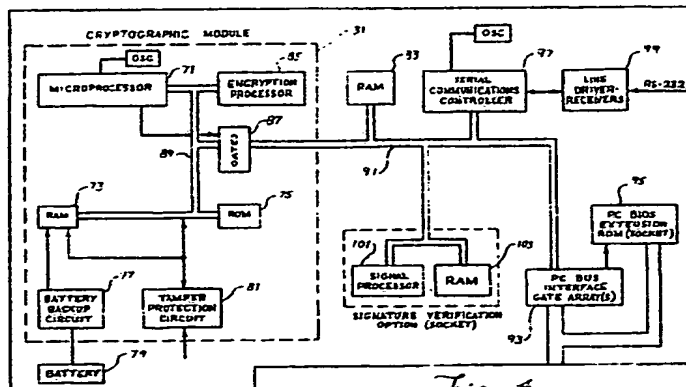 CRYPTOGRAPHIC MODULE
31
OSC
MICROPROCESSOR
71
ENCRYPTION
PROCESSOR
85
87
GATES
89
RAM
73
ROM
75
BATTERY
BACKUP
CIRCUIT
77
TAMPER
PROTECTION
CIRCUIT
81
BATTERY
79
RAM
83
OSC
SERIAL
COMMUNICATIONS
CONTROLLER
97
LINE
DRIVER-
RECEIVERS
99
RS-232
91
101
SIGNAL
PROCESSOR
RAM
103
SIGNATURE VERIFICATION
OPTION (SOCKET)
95
PC BIOS
EXTENSION
ROM (SOCKET)
PC BUS
INTERFACE
GATE ARRAY(S)
93